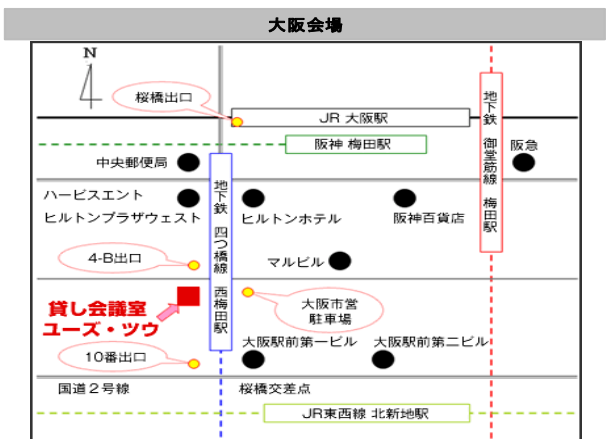 大阪会場
N
桜橋出口
JR 大阪駅
阪神 梅田駅
地下鉄 御堂筋線 梅田駅
阪急
中央郵便局
地下鉄 四つ橋線 西梅田駅
ハービスエント
ヒルトンプラザウェスト
ヒルトンホテル
阪神百貨店
4-B出口
マルビル
貸し会議室
ユーズ・ツウ
大阪市営
駐車場
10番出口
大阪駅前第一ビル
大阪駅前第二ビル
国道２号線
桜橋交差点
JR東西線 北新地駅